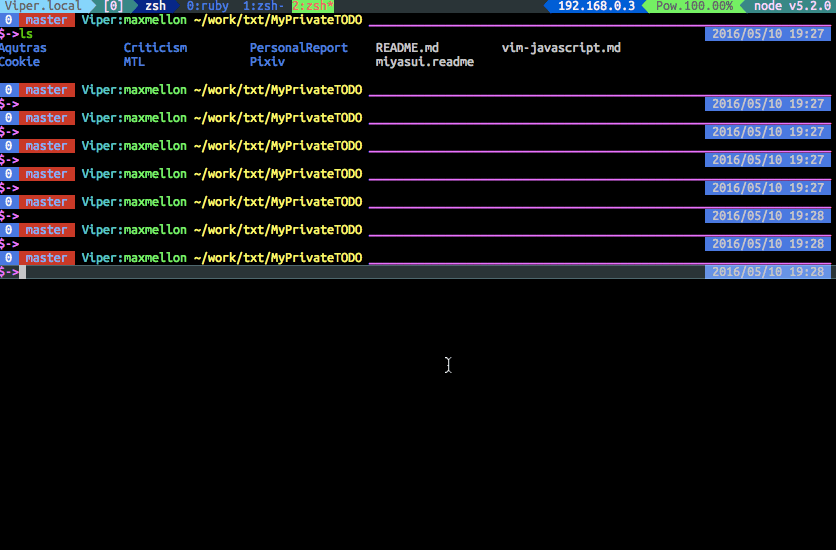 Viper.local [0] zsh 0:ruby 1:zsh- 2:zsh* 192.168.0.3 Pow.100.00% node v5.2.0
0 master Viper:maxmellon ~/work/txt/MyPrivateTODO
$->ls 2016/05/10 19:27
Aqutras Criticism PersonalReport README.md vim-javascript.md
Cookie MTL Pixiv miyasui.readme
0 master Viper:maxmellon ~/work/txt/MyPrivateTODO
$-> 2016/05/10 19:27
0 master Viper:maxmellon ~/work/txt/MyPrivateTODO
$-> 2016/05/10 19:27
0 master Viper:maxmellon ~/work/txt/MyPrivateTODO
$-> 2016/05/10 19:27
0 master Viper:maxmellon ~/work/txt/MyPrivateTODO
$-> 2016/05/10 19:27
0 master Viper:maxmellon ~/work/txt/MyPrivateTODO
$-> 2016/05/10 19:28
0 master Viper:maxmellon ~/work/txt/MyPrivateTODO
$-> 2016/05/10 19:28
0 master Viper:maxmellon ~/work/txt/MyPrivateTODO
$-> 2016/05/10 19:28